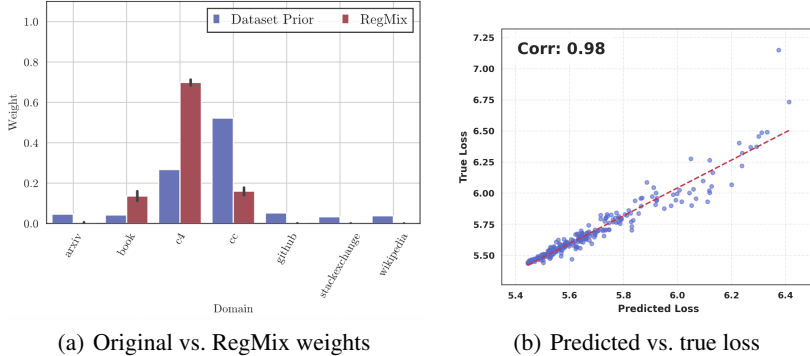 Dataset Prior
RegMix
1.0
0.8
0.6
0.4
0.2
0.0
Weight
arxiv
book
c4
cc
github
stackexchange
wikipedia
Domain
(a) Original vs. RegMix weights
Corr: 0.98
7.25
7.00
6.75
6.50
6.25
6.00
5.75
5.50
True Loss
5.4
5.6
5.8
6.0
6.2
6.4
Predicted Loss
(b) Predicted vs. true loss